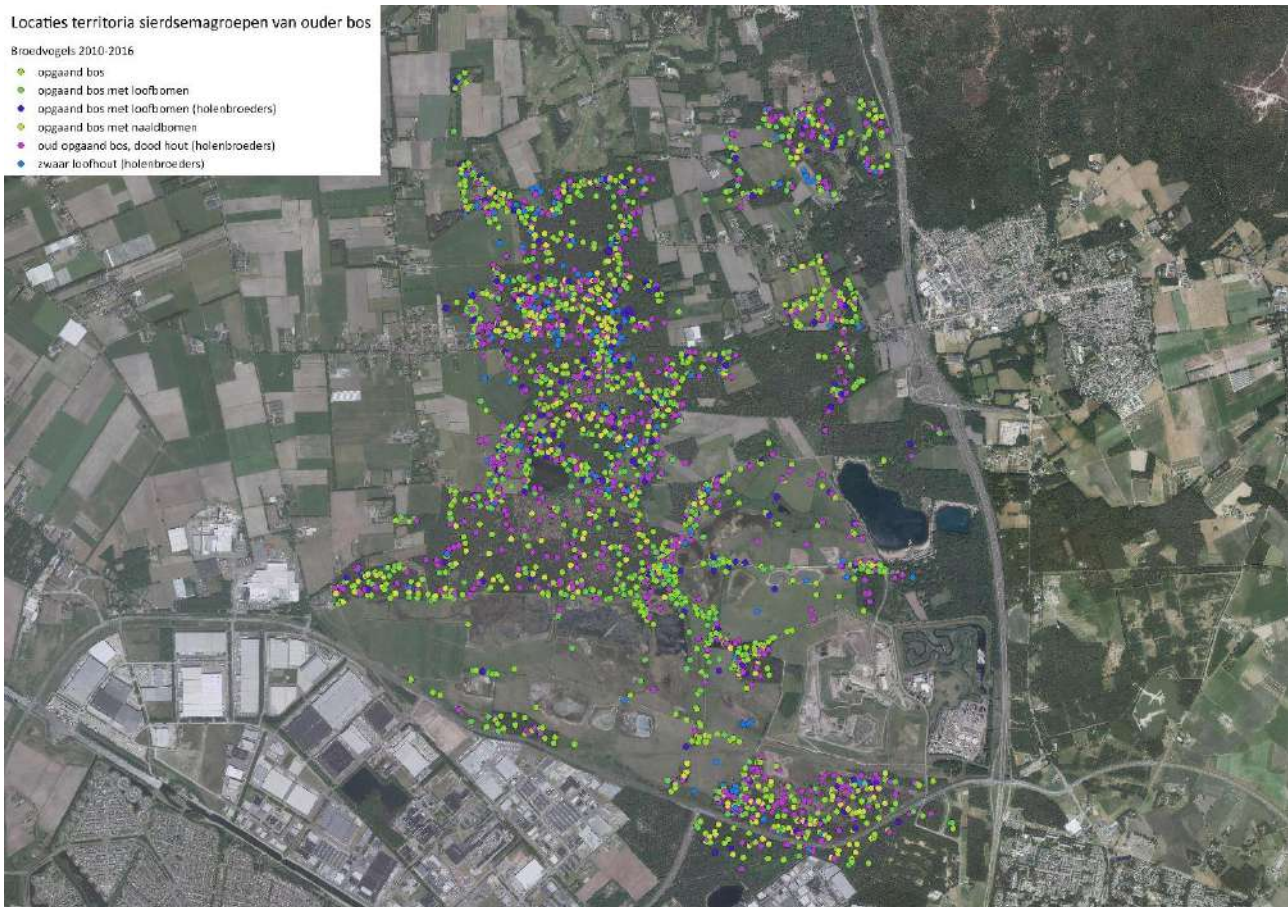 Locaties territoria sierdsemagroepen van ouder bos
Broedvogels 2010-2016
opgaand bos
opgaand bos met loofbomen
opgaand bos met loofbomen (holenbroeders)
opgaand bos met naaldbomen
oud opgaand bos, dood hout (holenbroeders)
zwaar loofhout (holenbroeders)